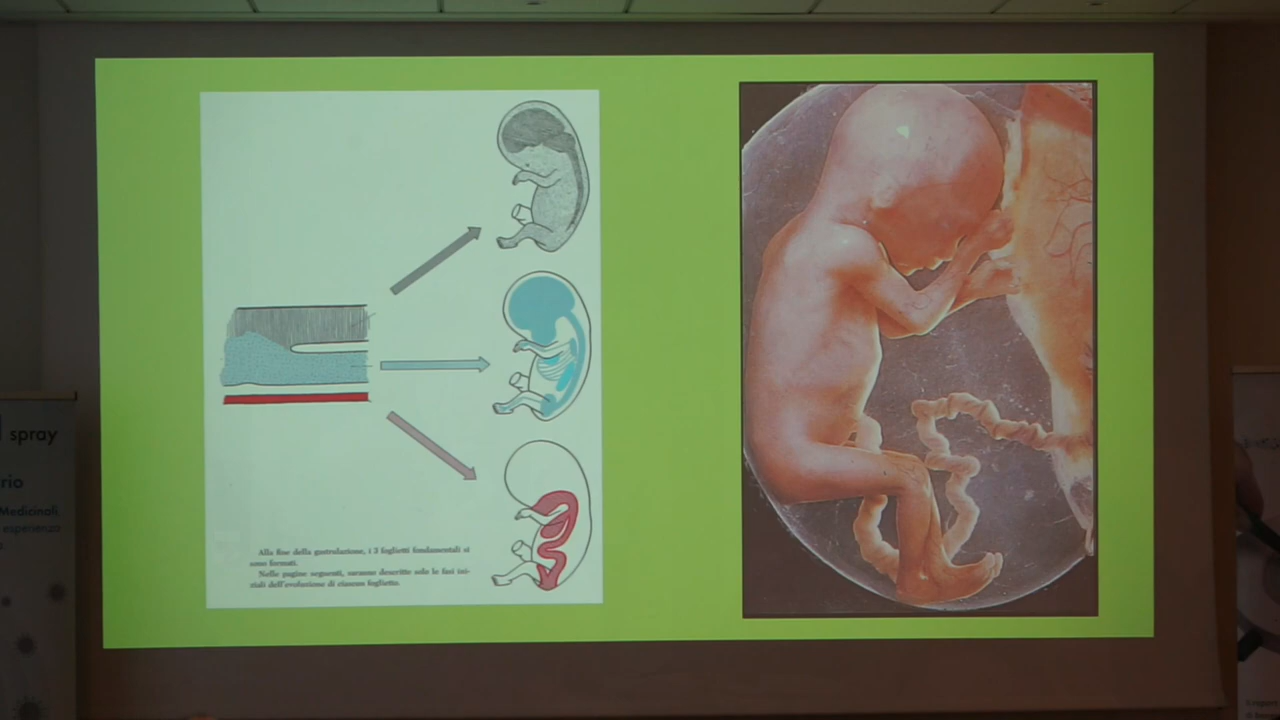 spray
rio
Medicinali
esperienza
Alla fine della gastrulazione, i 3 foglietti fondamentali si
sono formati.
Nelle pagine seguenti, saranno descritte solo le fasi ini-
ziali dell'evoluzione di ciascun foglietto.